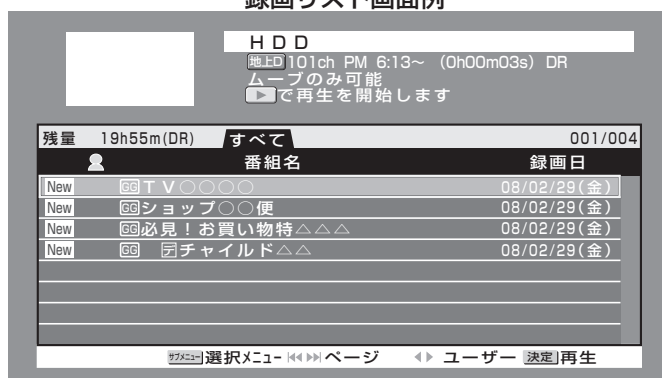 録画リスト画面例
HDD
地上D 101ch PM 6:13~ (0h00m03s) DR
ムーブのみ可能
▶で再生を開始します
残量 19h55m(DR) すべて 001/004
番組名 録画日
New GG TV○○○○ 08/02/29(金)
New GG ショップ○○便 08/02/29(金)
New GG 必見!お買い物特△△△ 08/02/29(金)
New GG デチャイルド△△ 08/02/29(金)
サブメニュー 選択メニュー ページ ユーザー 決定 再生